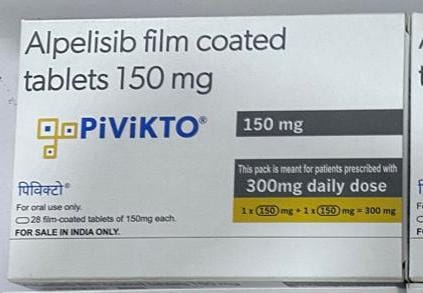 Alpelisib film coated
tablets 150 mg
PiViKTO®
150 mg
This pack is meant for patients prescribed with
300mg daily dose
1 x 150 mg + 1 x 150 mg = 300 mg
पिविक्टो®
For oral use only.
28 film-coated tablets of 150mg each.
FOR SALE IN INDIA ONLY.